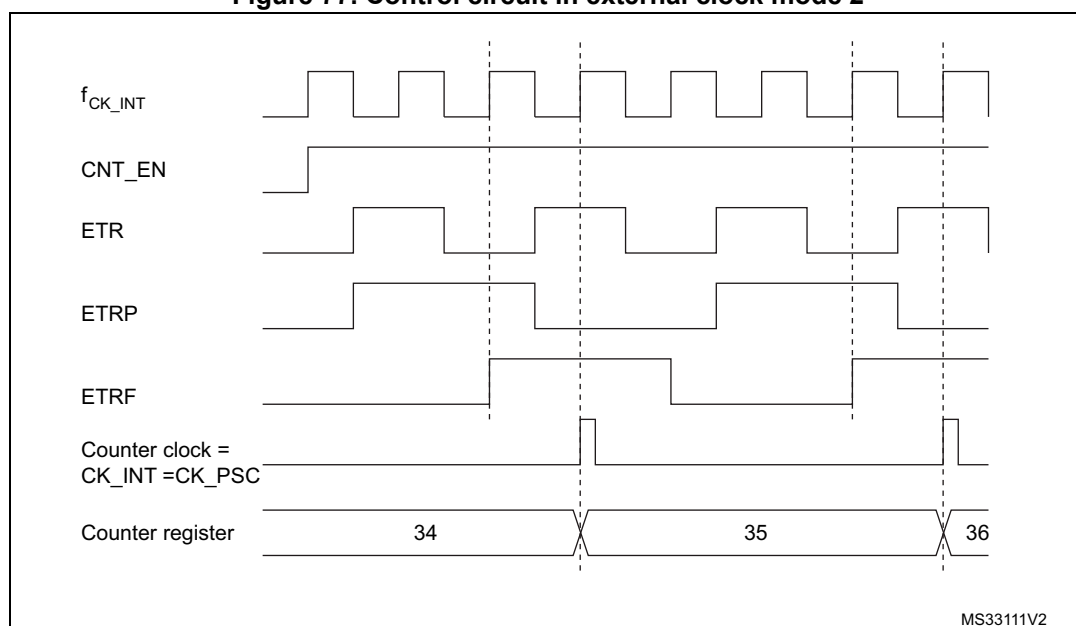 Figure 77. Control circuit in external clock mode 2
fCK_INT
CNT_EN
ETR
ETRP
ETRF
Counter clock =
CK_INT =CK_PSC
Counter register
34
35
36
MS33111V2